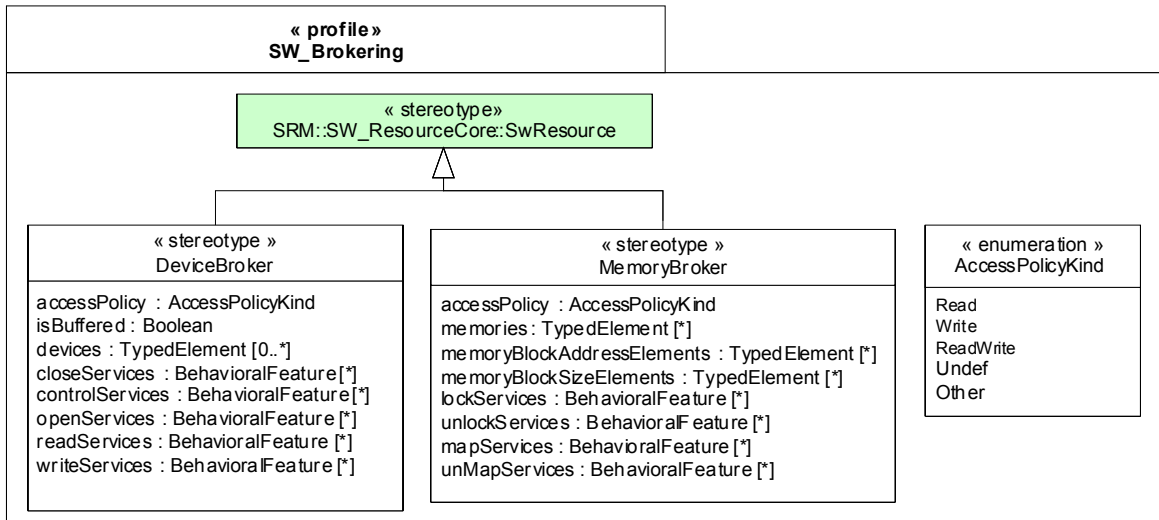 « profile»
SW_Brokering
« stereotype»
SRM::SW_ResourceCore::SwResource
« stereotype »
DeviceBroker
accessPolicy : AccessPolicyKind
isBuffered : Boolean
devices : TypedElement [0..*]
closeServices : BehavioralFeature [*]
controlServices : BehavioralFeature [*]
openServices : BehavioralFeature [*]
readServices : BehavioralFeature [*]
writeServices : BehavioralFeature [*]
« stereotype »
MemoryBroker
accessPolicy : AccessPolicyKind
memories : TypedElement [*]
memoryBlockAddressElements : TypedElement [*]
memoryBlockSizeElements : TypedElement [*]
lockServices : BehavioralFeature [*]
unlockServices : BehavioralFeature [*]
mapServices : BehavioralFeature [*]
unMapServices : BehavioralFeature [*]
« enumeration »
AccessPolicyKind
Read
Write
ReadWrite
Undef
Other